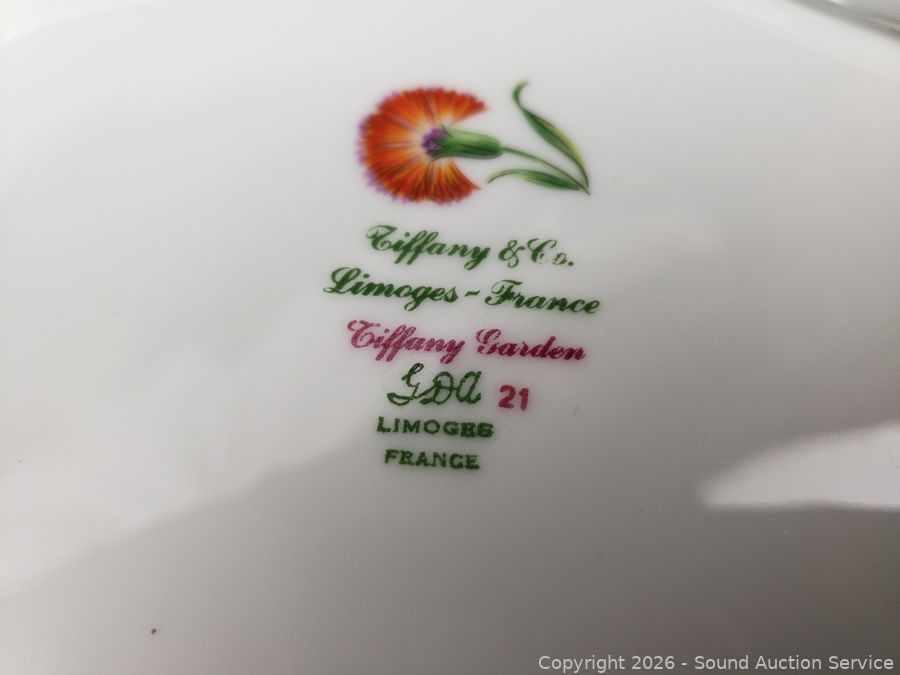 Tiffany & Co.
Limoges - France
Tiffany Garden
GDA 21
LIMOGES
FRANCE
Copyright 2026 - Sound Auction Service